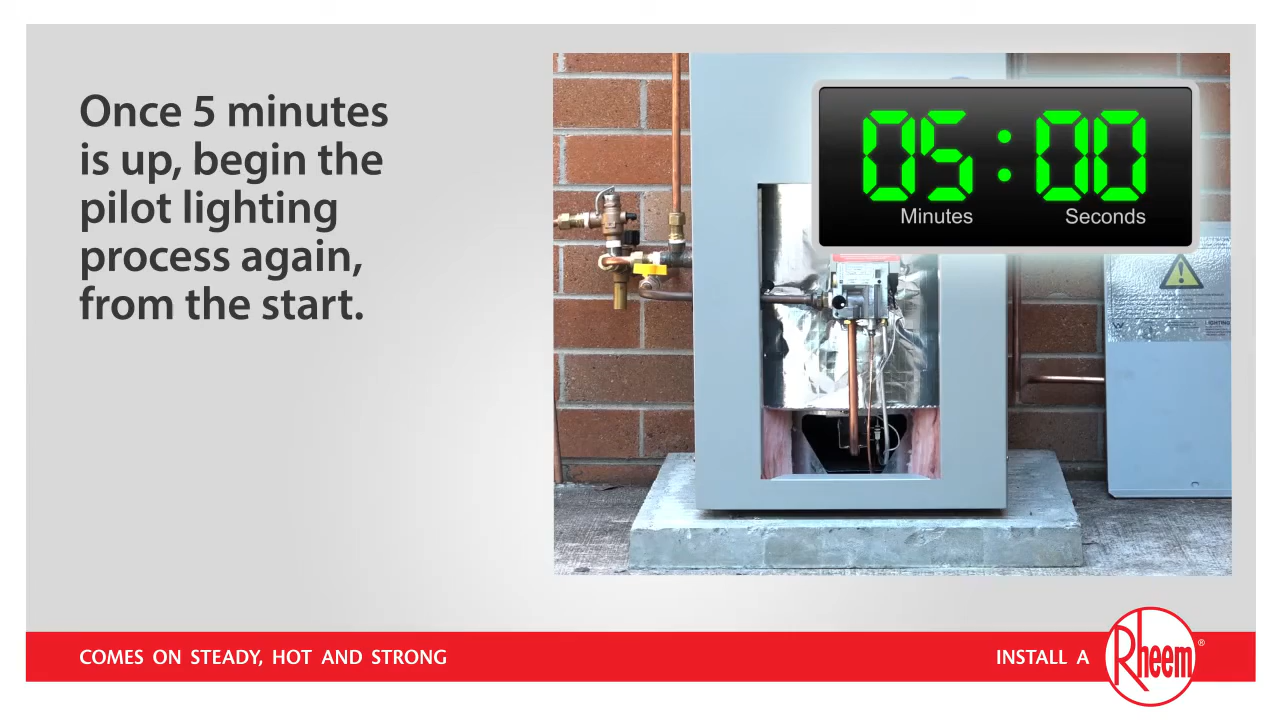 Once 5 minutes
is up, begin the
pilot lighting
process again,
from the start.
05:00
Minutes Seconds
COMES ON STEADY, HOT AND STRONG
INSTALL A Rheem®